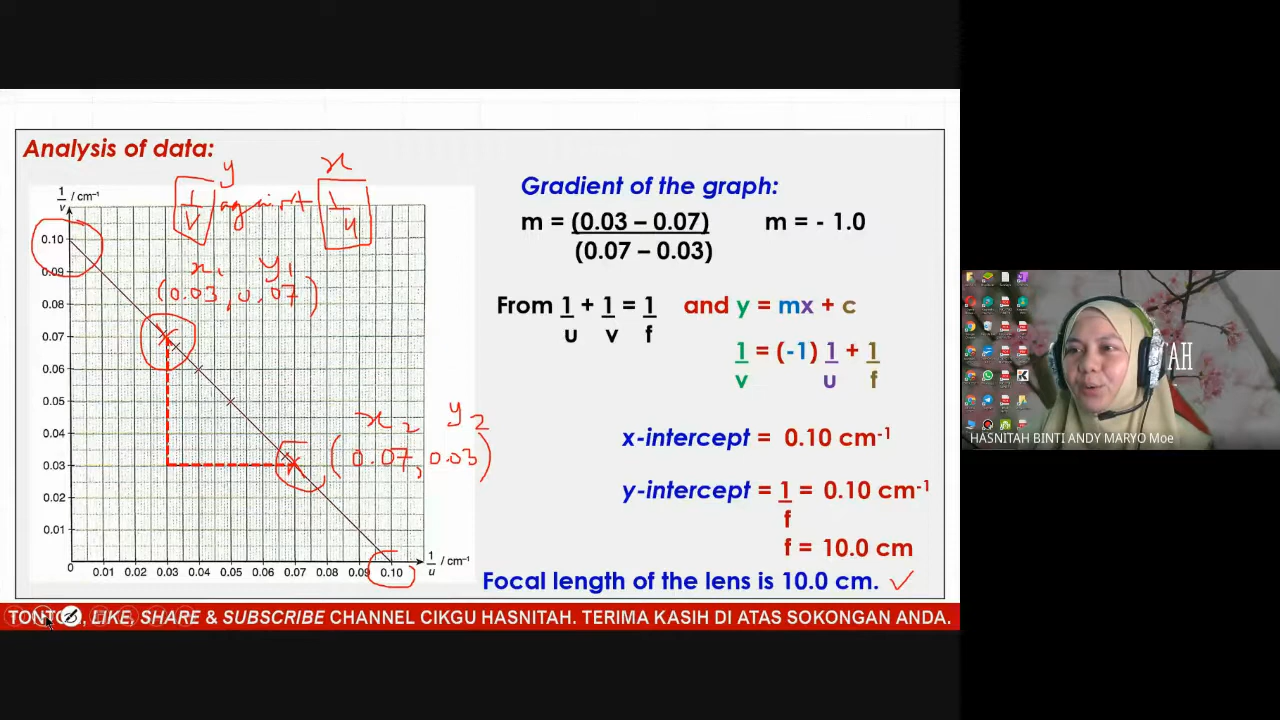 Analysis of data:
y x
1/V against 1/u
1/v / cm⁻¹
0.10
0.09
0.08
0.07
0.06
0.05
0.04
0.03
0.02
0.01
x₁ y₁
(0.03, 0.07)
x₂ y₂
(0.07, 0.03)
0 0.01 0.02 0.03 0.04 0.05 0.06 0.07 0.08 0.09 0.10
1/u / cm⁻¹
Gradient of the graph:
m = (0.03 – 0.07) m = - 1.0
(0.07 – 0.03)
From 1 + 1 = 1 and y = mx + c
u v f
1 = (-1) 1 + 1
v u f
x-intercept = 0.10 cm⁻¹
y-intercept = 1 = 0.10 cm⁻¹
f
f = 10.0 cm
Focal length of the lens is 10.0 cm. ✓
TONTON, LIKE, SHARE & SUBSCRIBE CHANNEL CIKGU HASNITAH. TERIMA KASIH DI ATAS SOKONGAN ANDA.
TAH
HASNITAH BINTI ANDY MARYO Moe